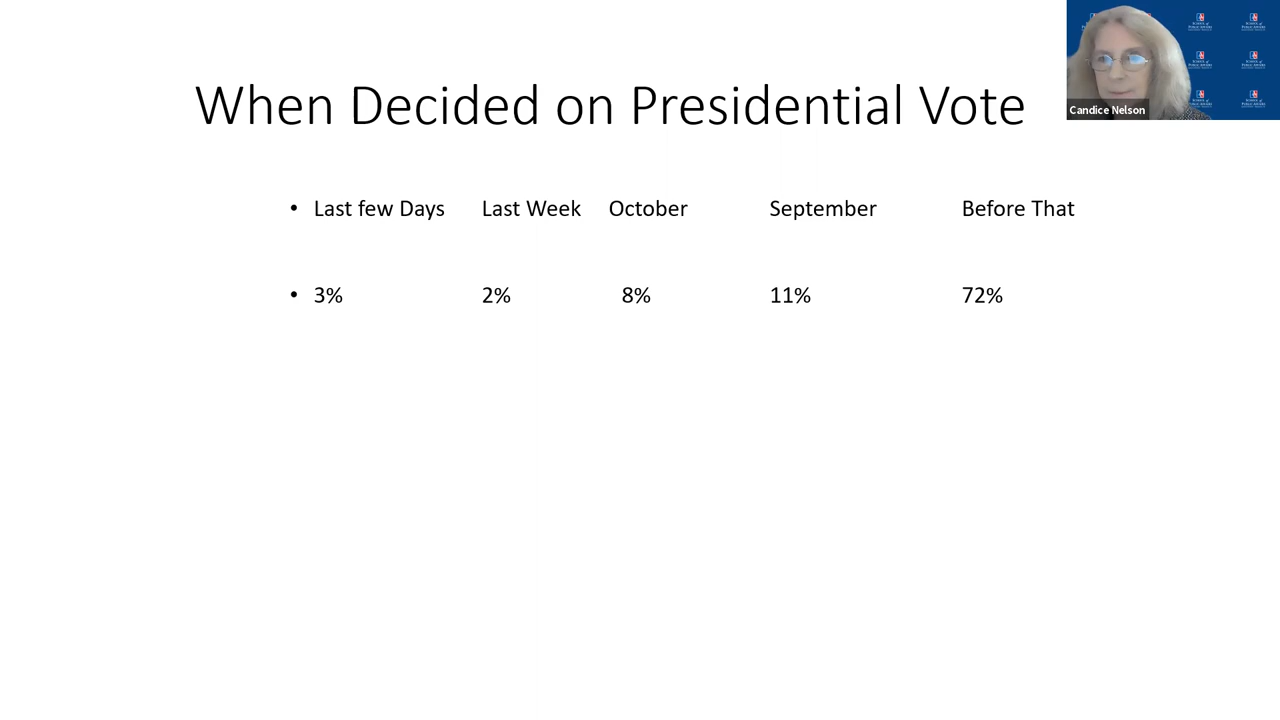 When Decided on Presidential Vote
Candice Nelson
• Last few Days Last Week October September Before That
• 3% 2% 8% 11% 72%